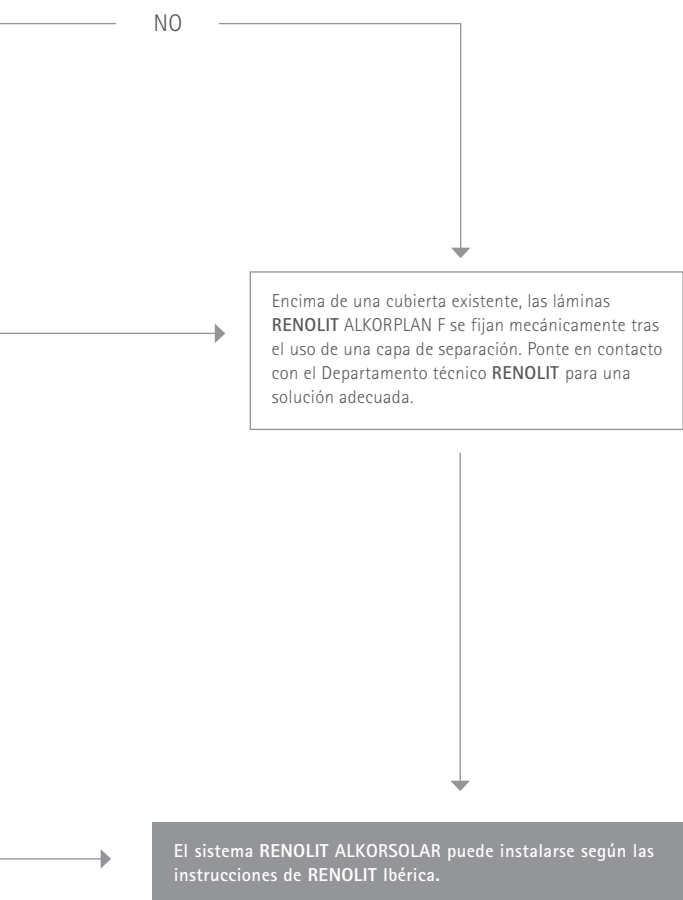 NO
Encima de una cubierta existente, las láminas
RENOLIT ALKORPLAN F se fijan mecánicamente tras
el uso de una capa de separación. Ponte en contacto
con el Departamento técnico RENOLIT para una
solución adecuada.
El sistema RENOLIT ALKORSOLAR puede instalarse según las
instrucciones de RENOLIT Ibérica.